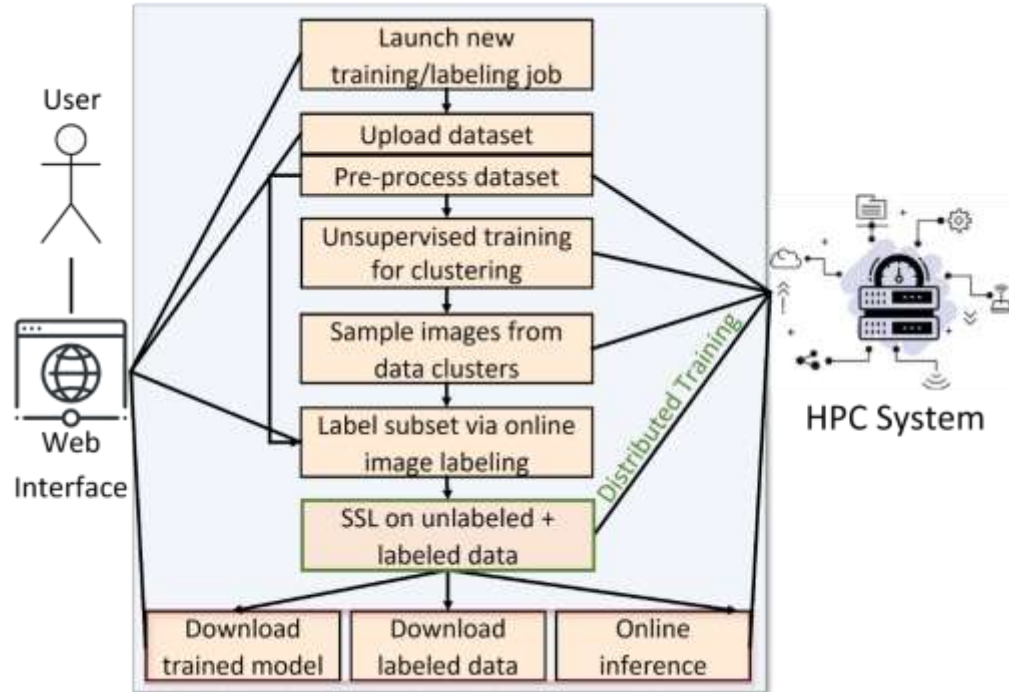 Launch new
training/labeling job
User
Upload dataset
Pre-process dataset
Unsupervised training
for clustering
Sample images from
data clusters
Distributed Training
HPC System
Web
Interface
Label subset via online
image labeling
SSL on unlabeled +
labeled data
Download
trained model
Download
labeled data
Online
inference